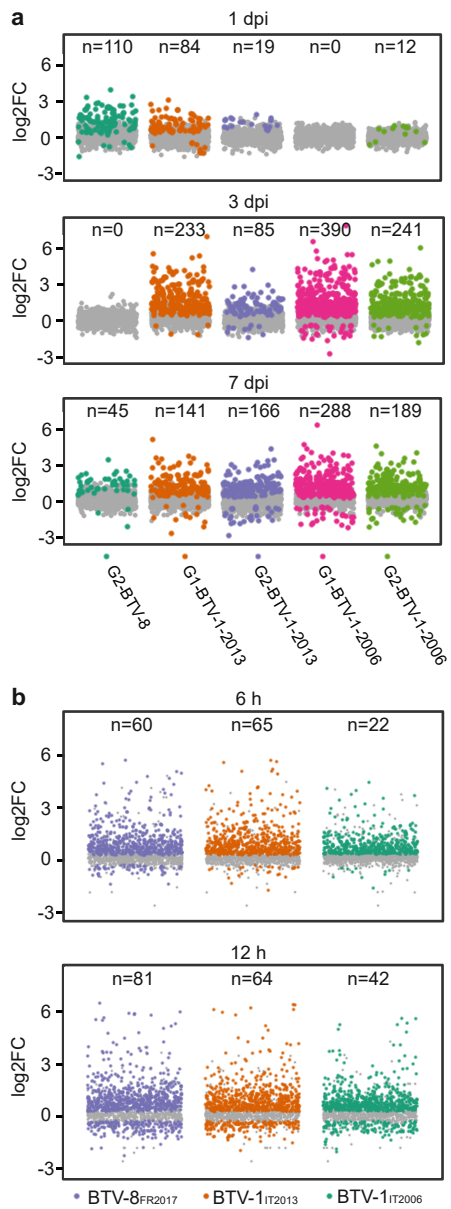 a
1 dpi
n=110 n=84 n=19 n=0 n=12
log2FC
6
3
0
-3
3 dpi
n=0 n=233 n=85 n=390 n=241
log2FC
6
3
0
-3
7 dpi
n=45 n=141 n=166 n=288 n=189
log2FC
6
3
0
-3
G2-BTV-8
G1-BTV-1-2013
G2-BTV-1-2013
G1-BTV-1-2006
G2-BTV-1-2006
b
6 h
n=60 n=65 n=22
log2FC
6
3
0
-3
12 h
n=81 n=64 n=42
log2FC
6
3
0
-3
BTV-8FR2017 BTV-1IT2013 BTV-1IT2006